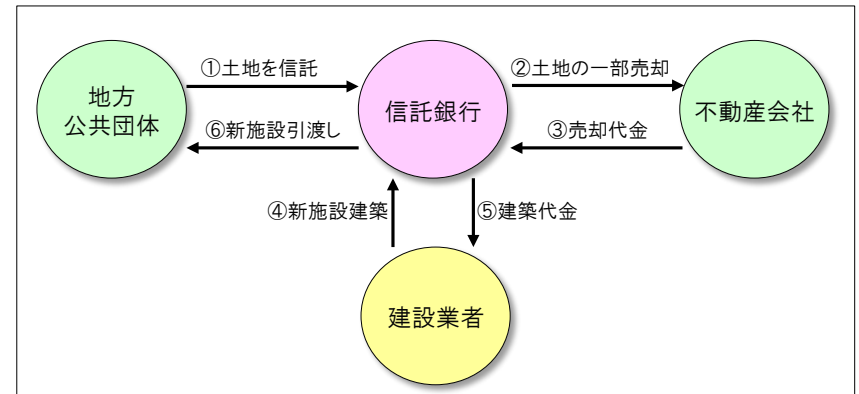 ①土地を信託
②土地の一部売却
地方
公共団体
信託銀行
不動産会社
⑥新施設引渡し
③売却代金
④新施設建築
⑤建築代金
建設業者